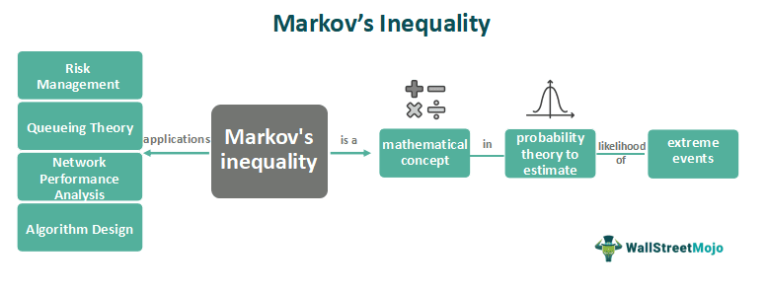 Markov's Inequality
Risk
Management
Queueing Theory
Network
Performance
Analysis
Algorithm Design
applications
Markov's
inequality
is a
mathematical
concept
in
probability
theory to
estimate
likelihood
of
extreme
events
WallStreetMojo